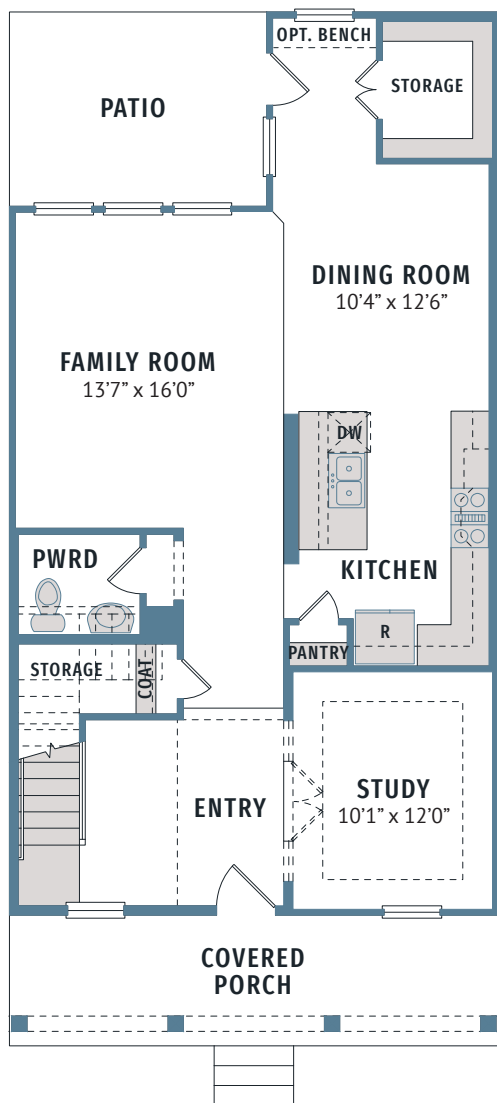 OPT. BENCH
STORAGE
PATIO
DINING ROOM
10'4" x 12'6"
FAMILY ROOM
13'7" x 16'0"
DW
PWRD
KITCHEN
R
PANTRY
STORAGE
COAT
STUDY
10'1" x 12'0"
ENTRY
COVERED
PORCH